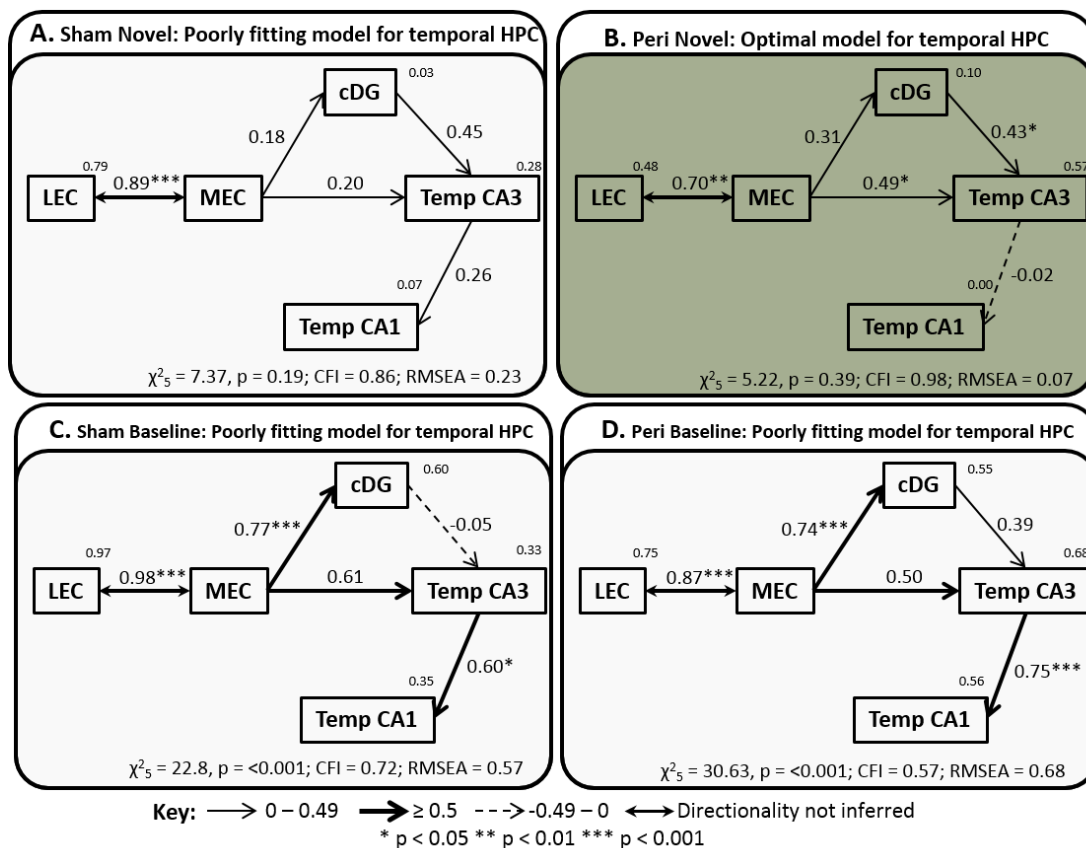 A. Sham Novel: Poorly fitting model for temporal HPC
0.03
cDG
0.18
0.45
0.79
0.28
LEC
0.89***
MEC
0.20
Temp CA3
0.26
0.07
Temp CA1
χ²₅ = 7.37, p = 0.19; CFI = 0.86; RMSEA = 0.23
B. Peri Novel: Optimal model for temporal HPC
0.10
cDG
0.31
0.43*
0.48
0.57
LEC
0.70**
MEC
0.49*
Temp CA3
-0.02
0.00
Temp CA1
χ²₅ = 5.22, p = 0.39; CFI = 0.98; RMSEA = 0.07
C. Sham Baseline: Poorly fitting model for temporal HPC
0.60
cDG
0.77***
-0.05
0.97
0.33
LEC
0.98***
MEC
0.61
Temp CA3
0.60*
0.35
Temp CA1
χ²₅ = 22.8, p = <0.001; CFI = 0.72; RMSEA = 0.57
D. Peri Baseline: Poorly fitting model for temporal HPC
0.55
cDG
0.74***
0.39
0.75
0.68
LEC
0.87***
MEC
0.50
Temp CA3
0.75***
0.56
Temp CA1
χ²₅ = 30.63, p = <0.001; CFI = 0.57; RMSEA = 0.68
Key: 0 – 0.49 ≥ 0.5 -0.49 – 0 Directionality not inferred
* p < 0.05 ** p < 0.01 *** p < 0.001